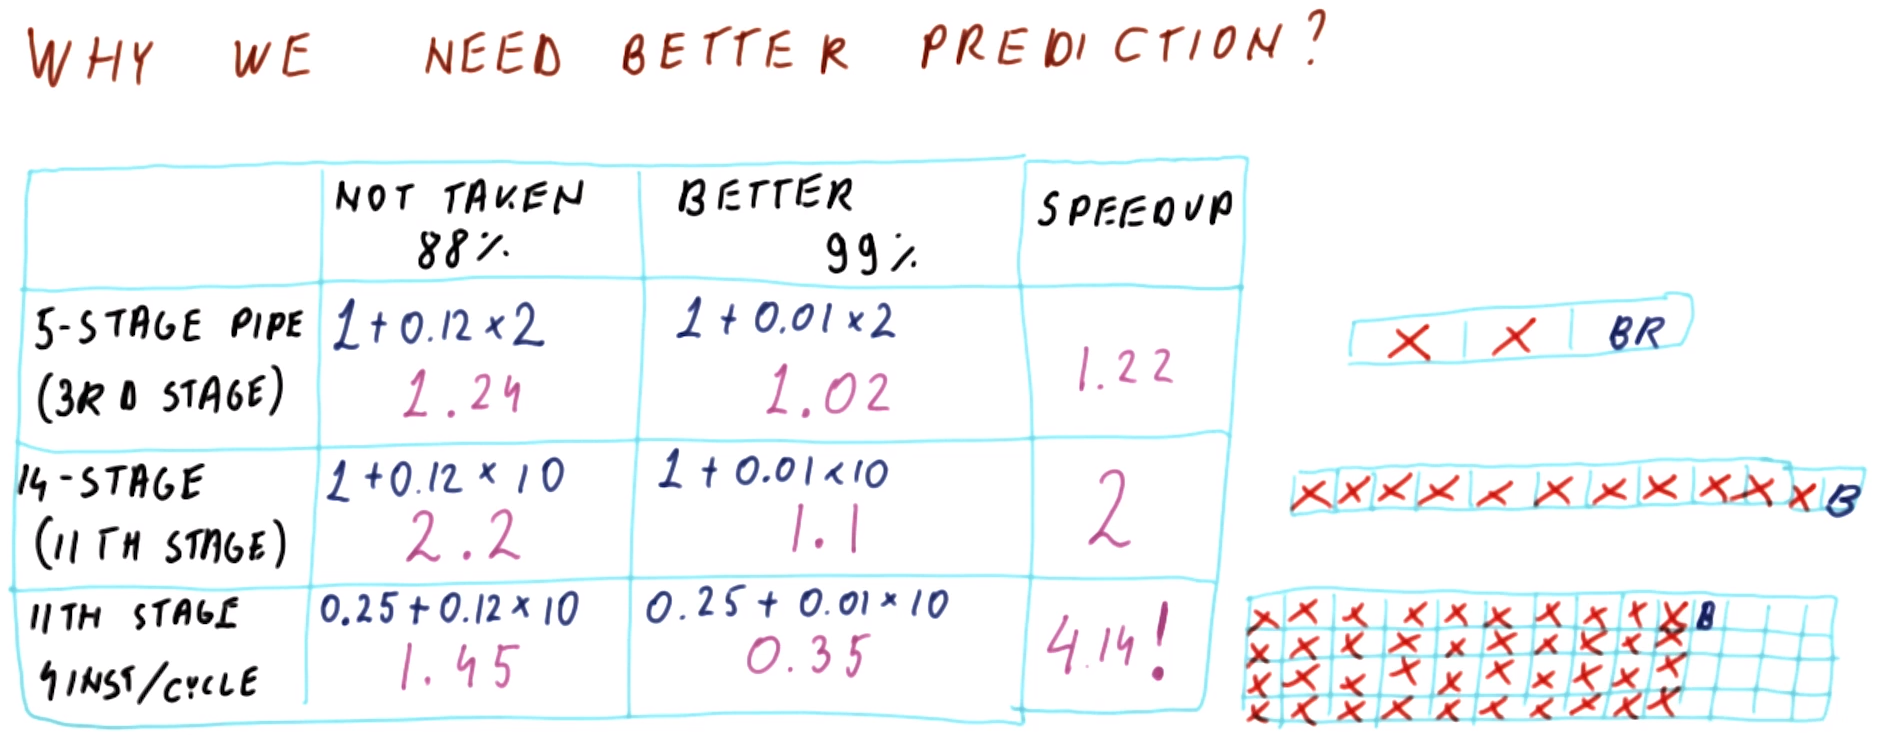 WHY WE NEED BETTER PREDICTION?
NOT TAKEN
88%
BETTER
99%
SPEEDUP
5-STAGE PIPE
(3RD STAGE)
1+0.12×2
1.24
1+0.01×2
1.02
1.22
X X BR
14-STAGE
(11TH STAGE)
1+0.12×10
2.2
1+0.01×10
1.1
2
X X X X X X X X X X X B
11TH STAGE
4INST/CYCLE
0.25+0.12×10
1.45
0.25+0.01×10
0.35
4.14!
X X X X X X X X X X B
X X X X X X X X X X
X X X X X X X X X X
X X X X X X X X X X